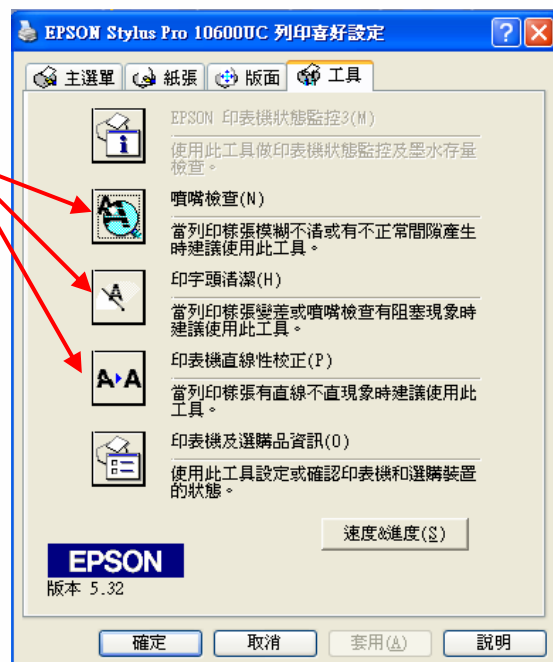 EPSON Stylus Pro 10600UC 列印喜好設定
主選單 紙張 版面 工具
EPSON 印表機狀態監控3(M)
使用此工具做印表機狀態監控及墨水存量
檢查。
噴嘴檢查(N)
當列印樣張模糊不清或有不正常間隙產生
時建議使用此工具。
印字頭清潔(H)
當列印樣張變差或噴嘴檢查有阻塞現象時
建議使用此工具。
印表機直線性校正(P)
當列印樣張有直線不直現象時建議使用此
工具。
印表機及選購品資訊(O)
使用此工具設定或確認印表機和選購裝置
的狀態。
速度&進度(S)
EPSON
版本 5.32
確定 取消 套用(A) 說明